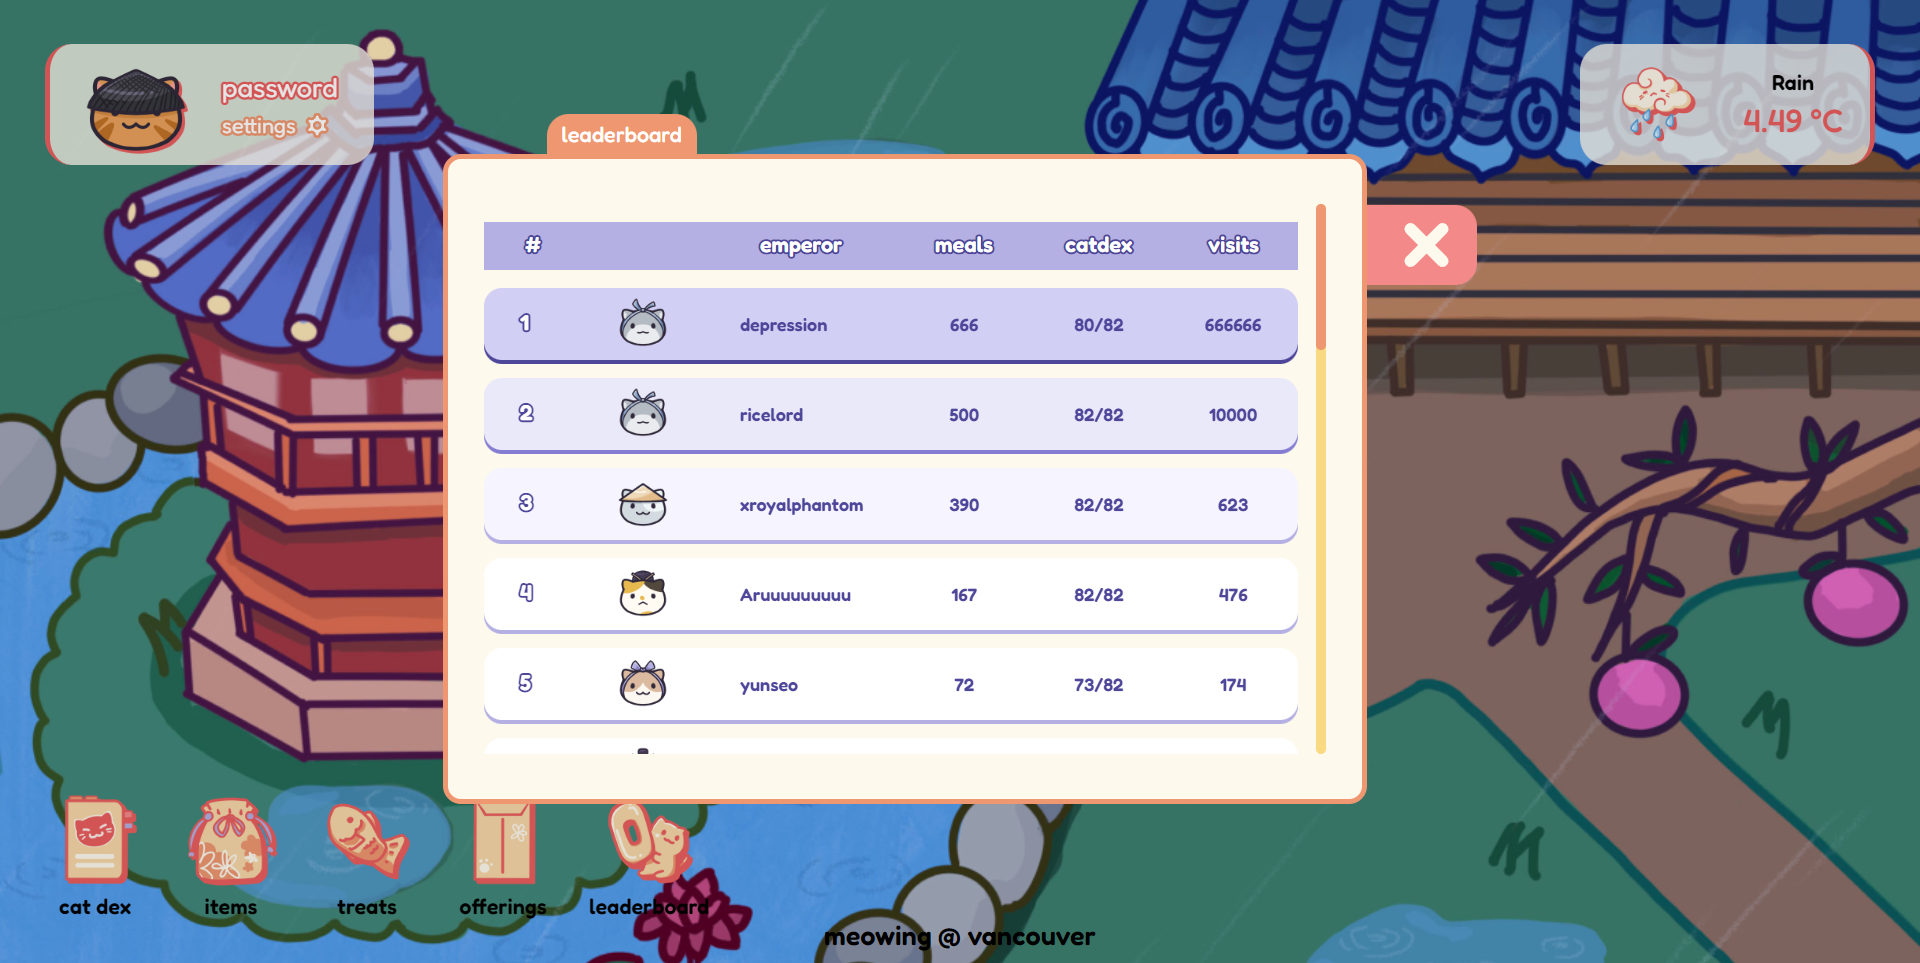 password
settings
Rain
4.49 °C
leaderboard
# emperor meals catdex visits
1 depression 666 80/82 666666
2 ricelord 500 82/82 10000
3 xroyalphantom 390 82/82 623
4 Aruuuuuuuuu 167 82/82 476
5 yunseo 72 73/82 174
cat dex
items
treats
offerings
leaderboard
meowing @ vancouver